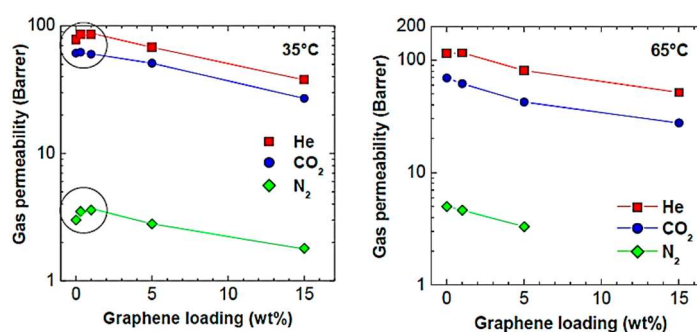 100
10
1
Gas permeability (Barrer)
35°C
He
CO2
N2
0 5 10 15
Graphene loading (wt%)
200
100
10
1
Gas permeability (Barrer)
65°C
He
CO2
N2
0 5 10 15
Graphene loading (wt%)